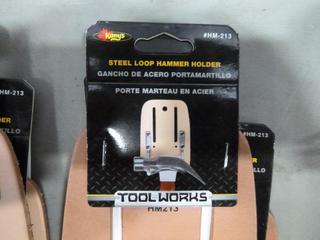 Kuny's
#HM-213
STEEL LOOP HAMMER HOLDER
GANCHO DE ACERO PORTAMARTILLO
PORTE MARTEAU EN ACIER
TOOLWORKS
HM213
#HM-213
#HM-213